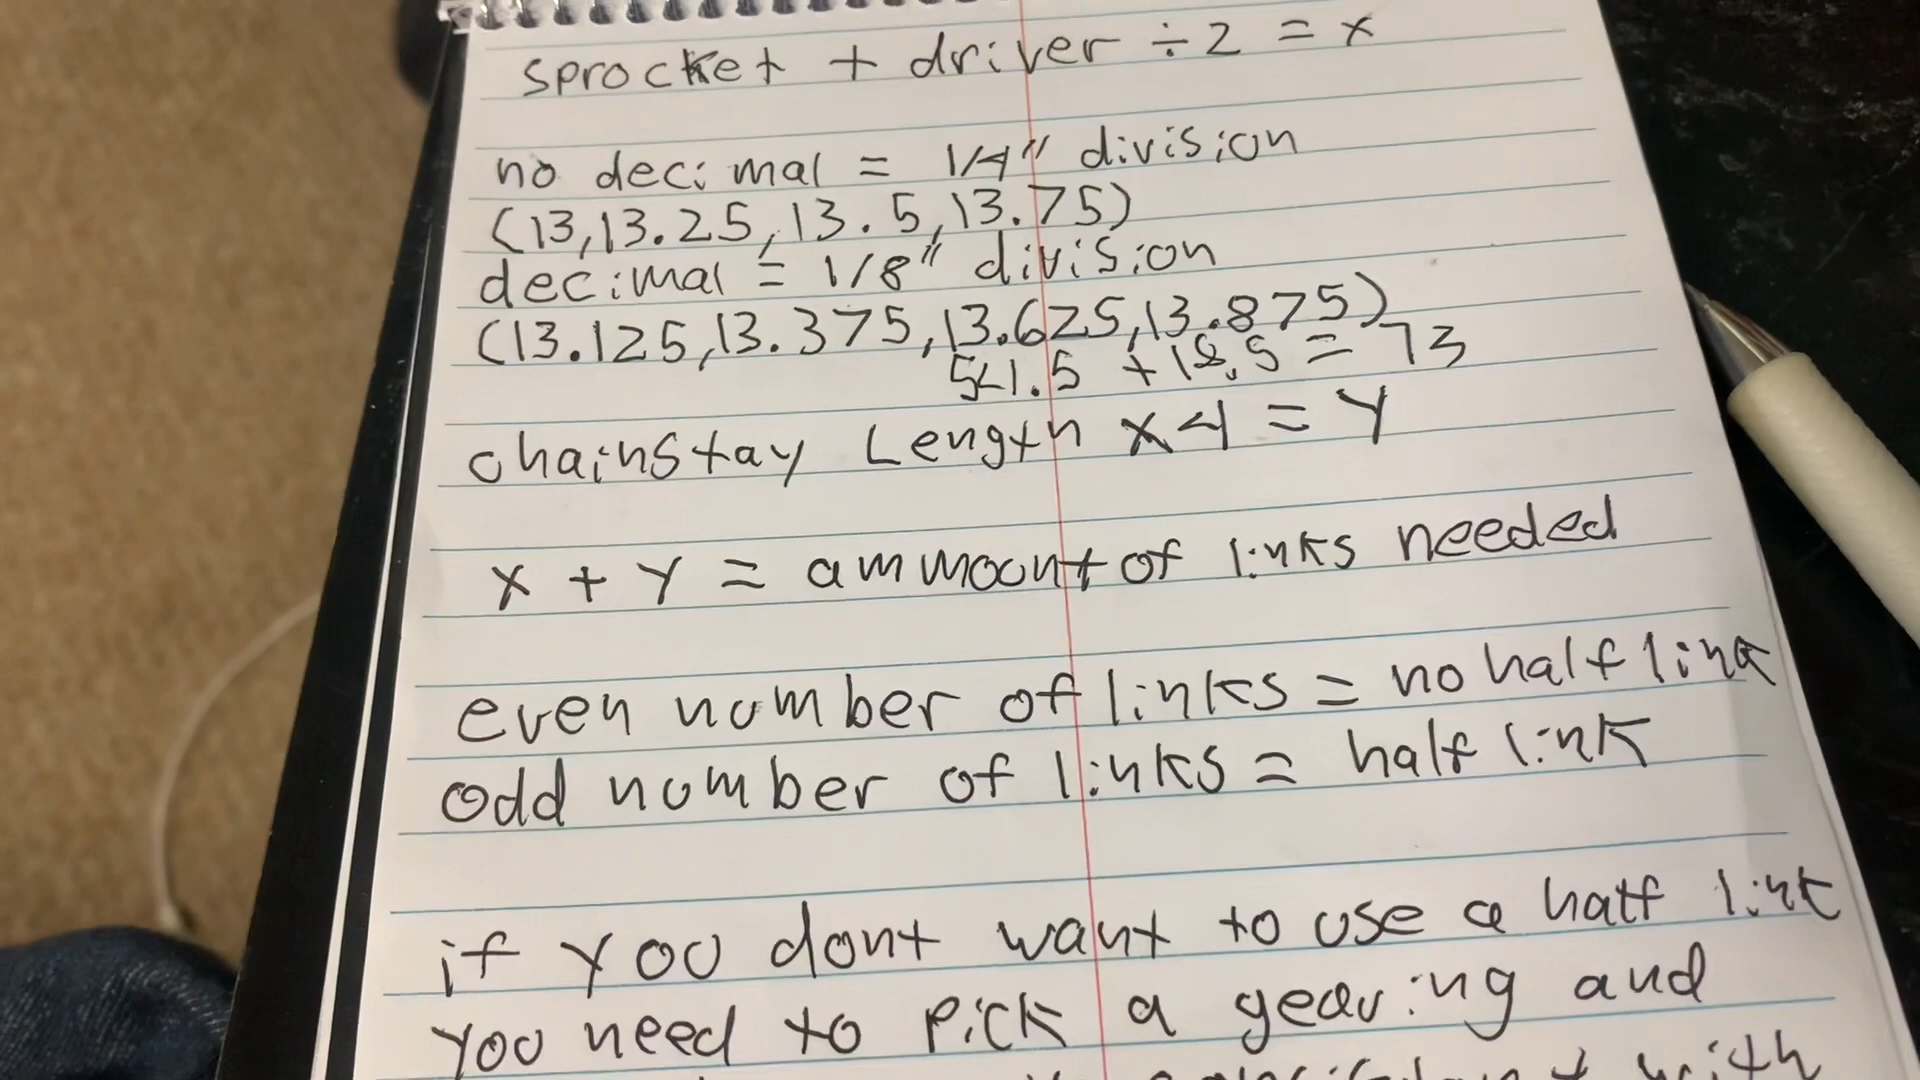 sprocket + driver ÷2 = x
no decimal = 1/4" division
(13,13.25,13.5,13.75)
decimal = 1/8" division
(13.125,13.375,13.625,13.875)
54.5 + 18.5 = 73
chainstay Length x4 = Y
x + Y = ammount of links needed
even number of links = no half link
odd number of links = half link
if you dont want to use a half link
you need to pick a gearing and
with